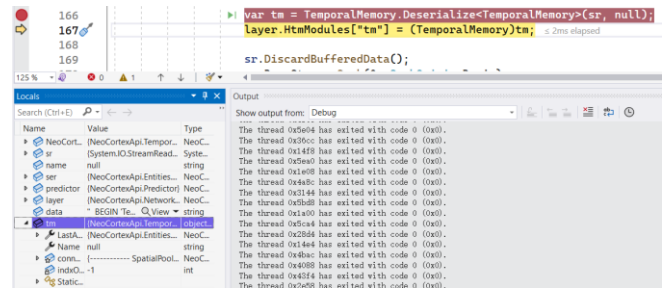 166
var tm = TemporalMemory.Deserialize<TemporalMemory>(sr, null);
167
layer.HtmModules["tm"] = (TemporalMemory)tm; ≤ 2ms elapsed
168
169 sr.DiscardBufferedData();
125 % 0 1
Locals
Search (Ctrl+E)
Name Value Type
NeoCort... {NeoCortexApi.Tempor... NeoC...
sr {System.IO.StreamRead... Syste...
name null string
ser {NeoCortexApi.Entities... NeoC...
predictor {NeoCortexApi.Predictor} NeoC...
layer {NeoCortexApi.Network... NeoC...
data " BEGIN 'Te... View string
tm {NeoCortexApi.Tempor... object...
LastA... {NeoCortexApi.Entities... NeoC...
Name null string
conn... {------------ SpatialPool... NeoC...
indxO... -1 int
Static...
Output
Show output from: Debug
The thread 0x5e04 has exited with code 0 (0x0).
The thread 0x36cc has exited with code 0 (0x0).
The thread 0x14f8 has exited with code 0 (0x0).
The thread 0x5ea0 has exited with code 0 (0x0).
The thread 0x1e08 has exited with code 0 (0x0).
The thread 0x4a8c has exited with code 0 (0x0).
The thread 0x3144 has exited with code 0 (0x0).
The thread 0x5bd8 has exited with code 0 (0x0).
The thread 0x1a00 has exited with code 0 (0x0).
The thread 0x5ca4 has exited with code 0 (0x0).
The thread 0x28d4 has exited with code 0 (0x0).
The thread 0x14e4 has exited with code 0 (0x0).
The thread 0x4bac has exited with code 0 (0x0).
The thread 0x4088 has exited with code 0 (0x0).
The thread 0x43f4 has exited with code 0 (0x0).
The thread 0x2e58 has exited with code 0 (0x0).